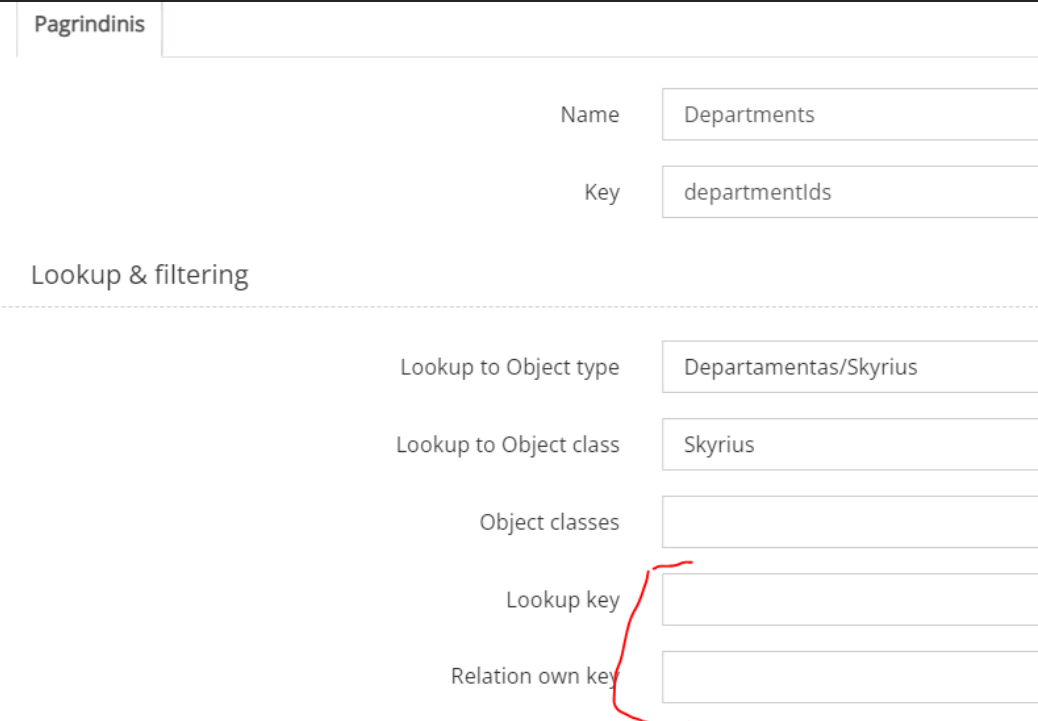 Pagrindinis
Name Departments
Key departmentIds
Lookup & filtering
Lookup to Object type Departamentas/Skyrius
Lookup to Object class Skyrius
Object classes
Lookup key
Relation own key